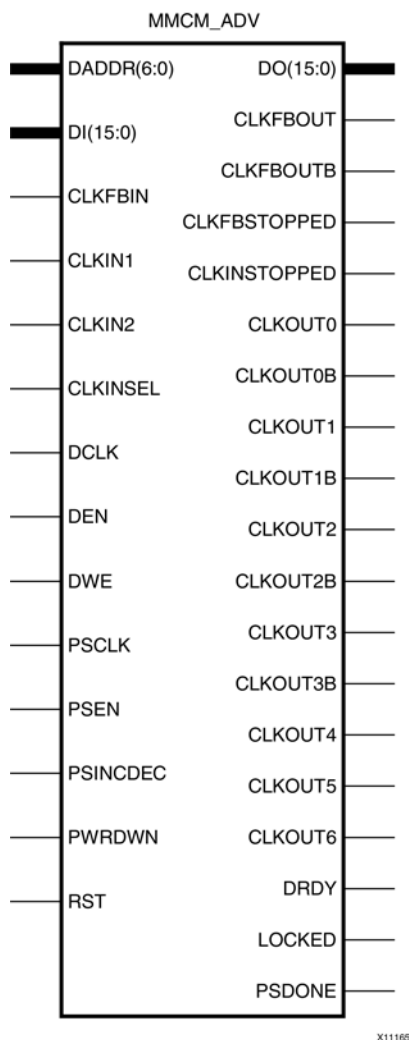 MMCM_ADV
DADDR(6:0)
DI(15:0)
CLKFBIN
CLKIN1
CLKIN2
CLKINSEL
DCLK
DEN
DWE
PSCLK
PSEN
PSINCDEC
PWRDWN
RST
DO(15:0)
CLKFBOUT
CLKFBOUTB
CLKFBSTOPPED
CLKINSTOPPED
CLKOUT0
CLKOUT0B
CLKOUT1
CLKOUT1B
CLKOUT2
CLKOUT2B
CLKOUT3
CLKOUT3B
CLKOUT4
CLKOUT5
CLKOUT6
DRDY
LOCKED
PSDONE
X11165